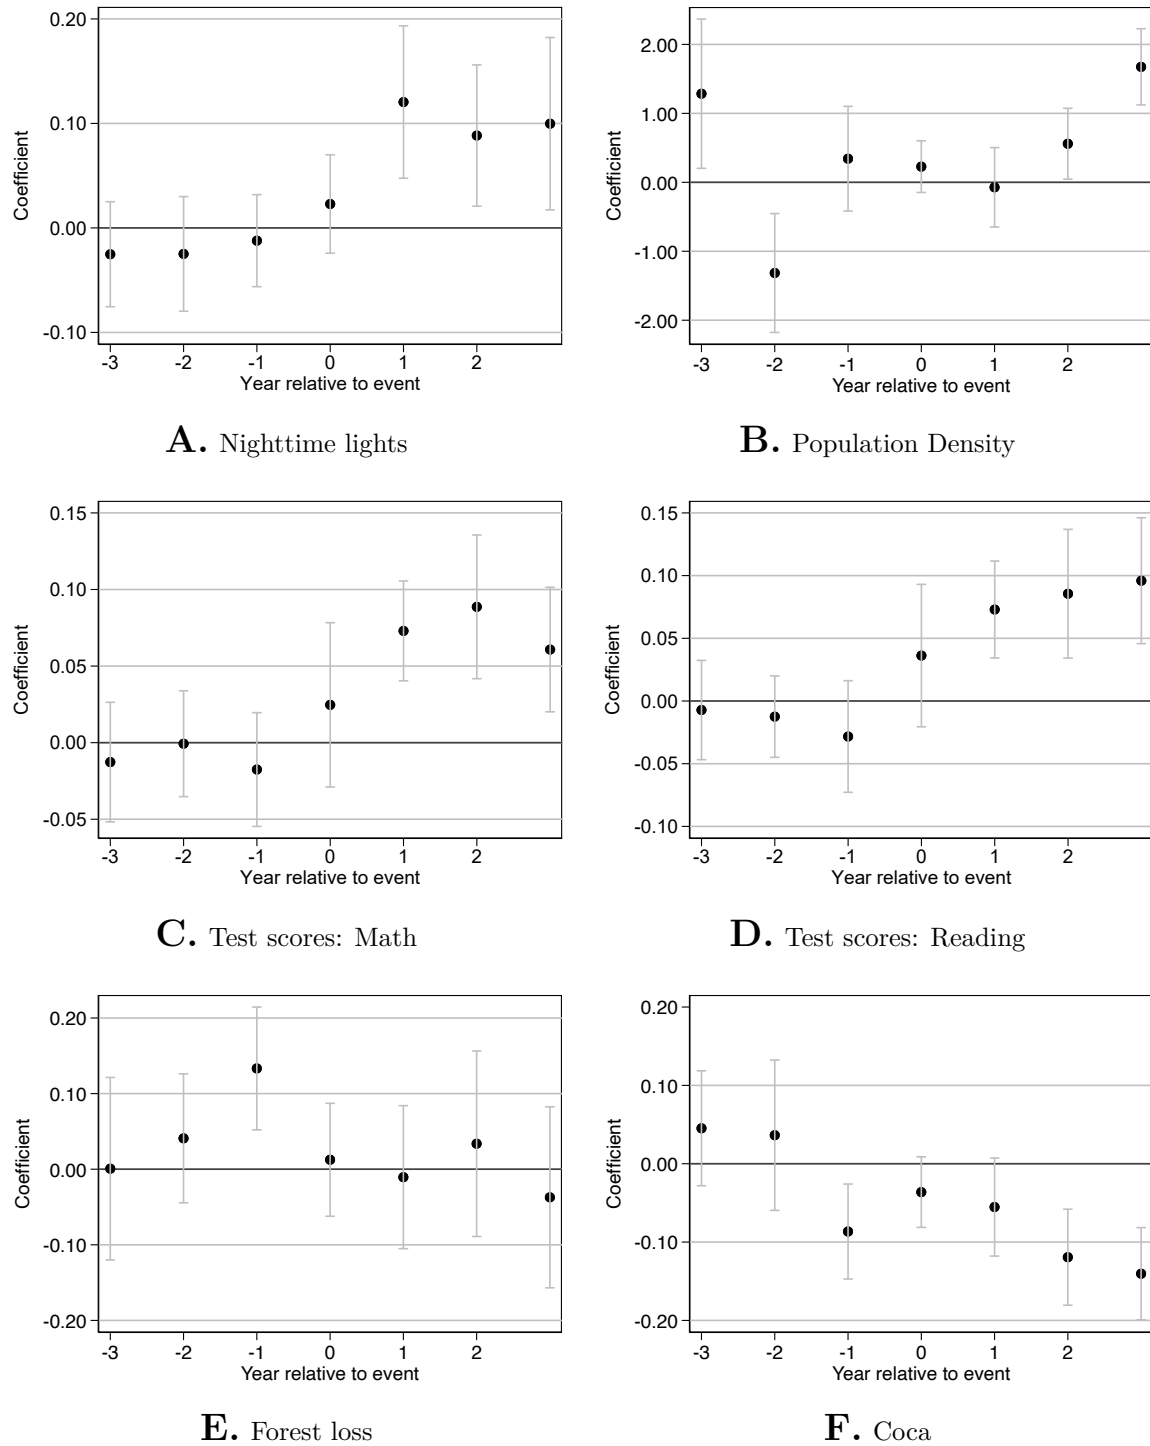 0.20
0.10
0.00
-0.10
Coefficient
-3 -2 -1 0 1 2
Year relative to event
A. Nighttime lights
2.00
1.00
0.00
-1.00
-2.00
Coefficient
-3 -2 -1 0 1 2
Year relative to event
B. Population Density
0.15
0.10
0.05
0.00
-0.05
Coefficient
-3 -2 -1 0 1 2
Year relative to event
C. Test scores: Math
0.15
0.10
0.05
0.00
-0.05
-0.10
Coefficient
-3 -2 -1 0 1 2
Year relative to event
D. Test scores: Reading
0.20
0.10
0.00
-0.10
-0.20
Coefficient
-3 -2 -1 0 1 2
Year relative to event
E. Forest loss
0.20
0.10
0.00
-0.10
-0.20
Coefficient
-3 -2 -1 0 1 2
Year relative to event
F. Coca